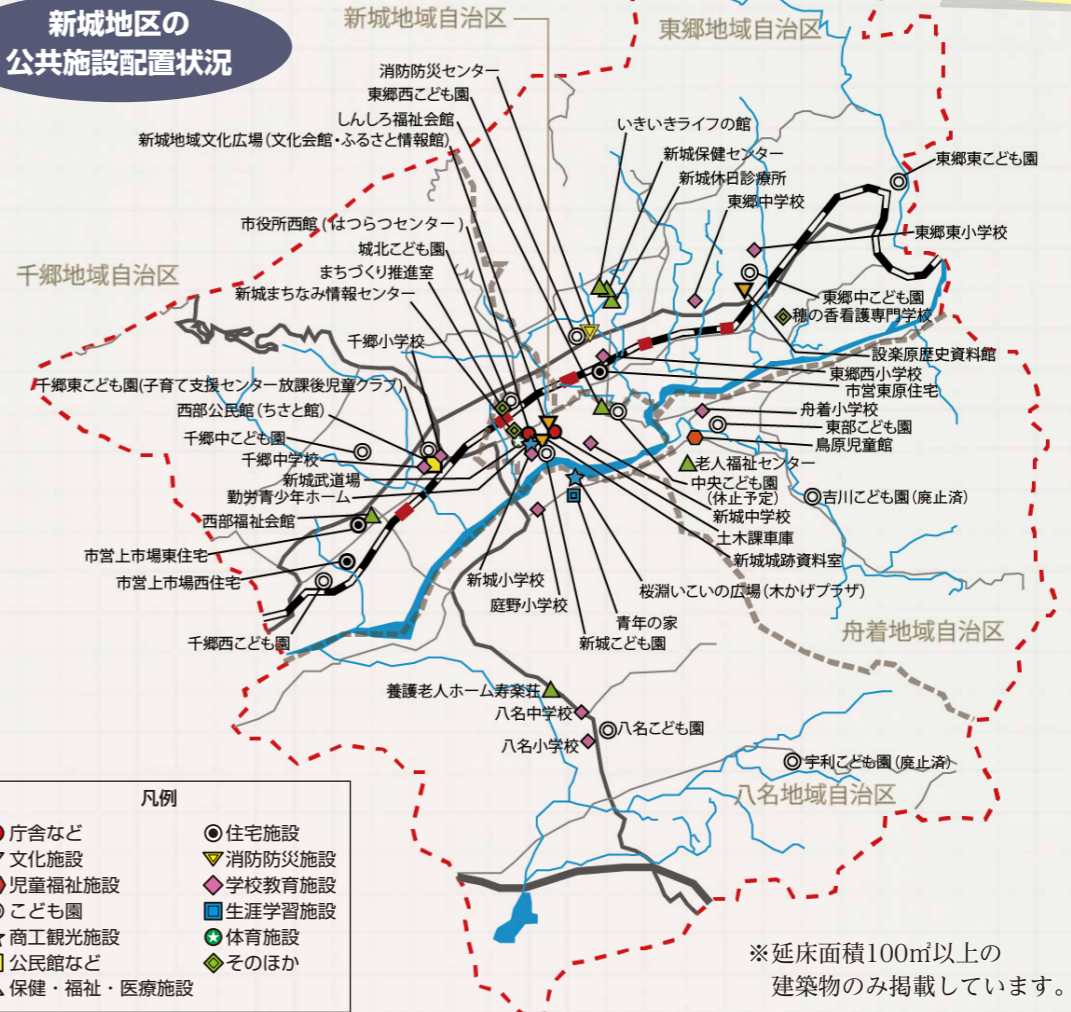 新城地区の
公共施設配置状況
新城地域自治区
東郷地域自治区
消防防災センター
東郷西こども園
しんしろ福祉会館
新城地域文化広場(文化会館・ふるさと情報館)
いきいきライフの館
新城保健センター
新城休日診療所
東郷中学校
東郷東こども園
東郷東小学校
市役所西館(はつらつセンター)
城北こども園
まちづくり推進室
新城まちなみ情報センター
千郷地域自治区
東郷中こども園
穂の香看護専門学校
千郷小学校
設楽原歴史資料館
東郷西小学校
市営東原住宅
千郷東こども園(子育て支援センター放課後児童クラブ)
西部公民館(ちさと館)
千郷中こども園
千郷中学校
新城武道場
勤労青少年ホーム
西部福祉会館
舟着小学校
東部こども園
鳥原児童館
老人福祉センター
中央こども園
(休止予定)
吉川こども園(廃止済)
新城中学校
土木課車庫
新城城跡資料室
市営上市場東住宅
市営上市場西住宅
新城小学校
桜淵いこいの広場(木かげプラザ)
庭野小学校
青年の家
新城こども園
千郷西こども園
舟着地域自治区
養護老人ホーム寿楽荘
八名中学校
八名こども園
八名小学校
宇利こども園(廃止済)
八名地域自治区
凡例
庁舎など
文化施設
児童福祉施設
こども園
商工観光施設
公民館など
保健・福祉・医療施設
住宅施設
消防防災施設
学校教育施設
生涯学習施設
体育施設
そのほか
※延床面積100㎡以上の
建築物のみ掲載しています。